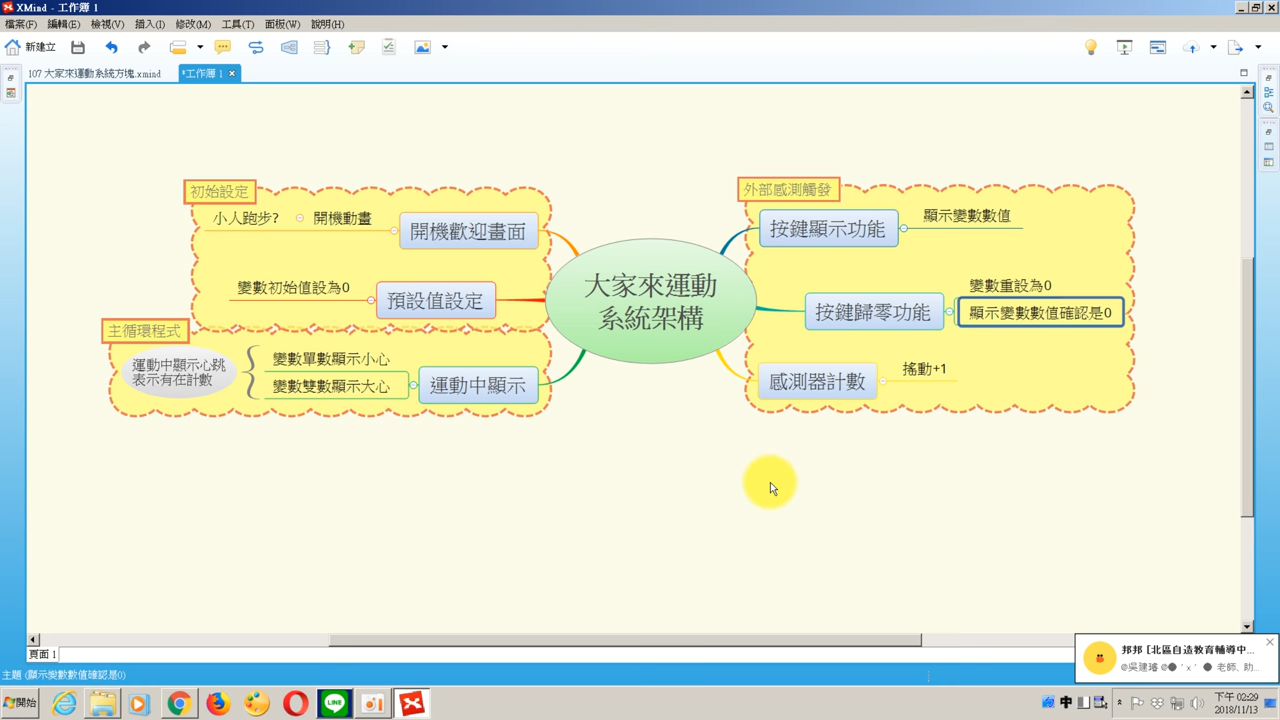 XMind - 工作簿 1
檔案(F) 編輯(E) 檢視(V) 插入(I) 修改(M) 工具(T) 面板(W) 說明(H)
新建立
107 大家來運動系統方塊.xmind
*工作簿 1
初始設定
小人跑步?
開機動畫
開機歡迎畫面
變數初始值設為0
預設值設定
主循環程式
運動中顯示心跳
表示有在計數
變數單數顯示小心
變數雙數顯示大心
運動中顯示
大家來運動
系統架構
外部感測觸發
按鍵顯示功能
顯示變數數值
按鍵歸零功能
變數重設為0
顯示變數數值確認是0
感測器計數
搖動+1
頁面 1
主題 (顯示變數數值確認是0)
邦邦 [北區自造教育輔導中...
@吳建璿 @● ' x ' ● 老師、助...
開始
LINE
中
下午 02:29
2018/11/13